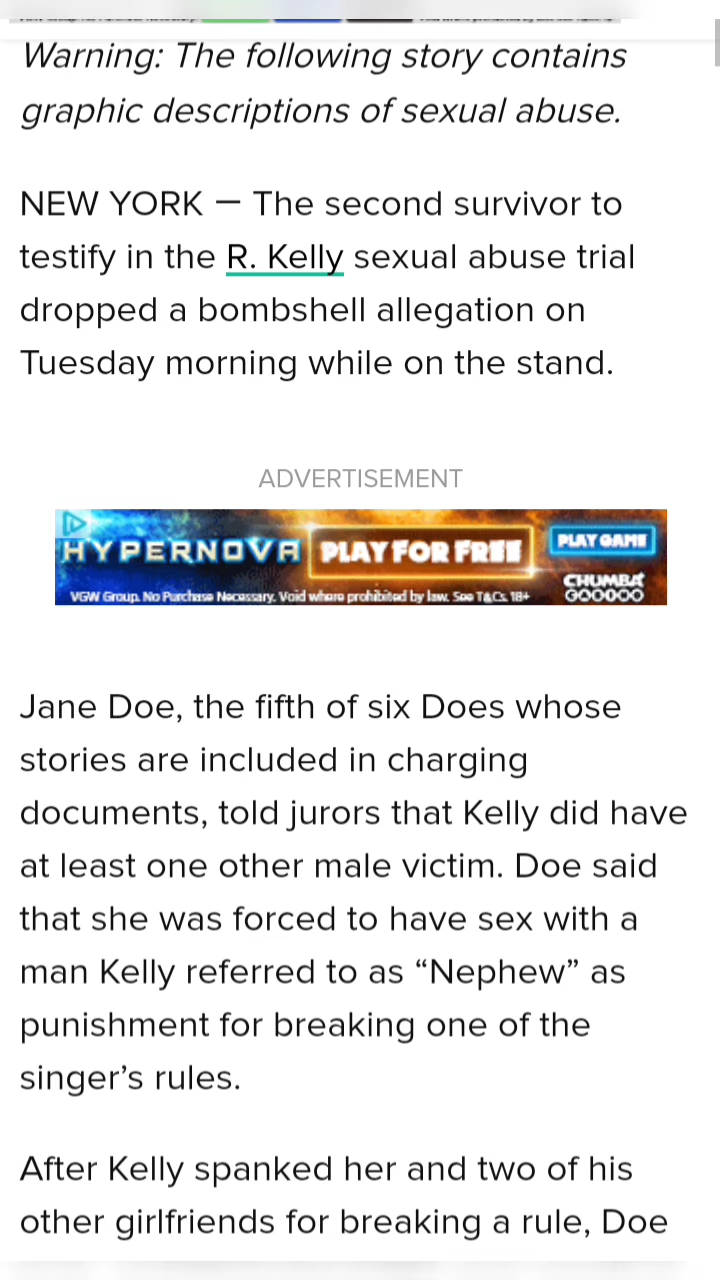 Warning: The following story contains
graphic descriptions of sexual abuse.
NEW YORK — The second survivor to
testify in the R. Kelly sexual abuse trial
dropped a bombshell allegation on
Tuesday morning while on the stand.
ADVERTISEMENT
HYPERNOVA PLAY FOR FREE PLAY GAME
CHUMBA
VGW Group. No Purchase Necessary. Void where prohibited by law. See T&Cs. 18+
Jane Doe, the fifth of six Does whose
stories are included in charging
documents, told jurors that Kelly did have
at least one other male victim. Doe said
that she was forced to have sex with a
man Kelly referred to as “Nephew” as
punishment for breaking one of the
singer’s rules.
After Kelly spanked her and two of his
other girlfriends for breaking a rule, Doe